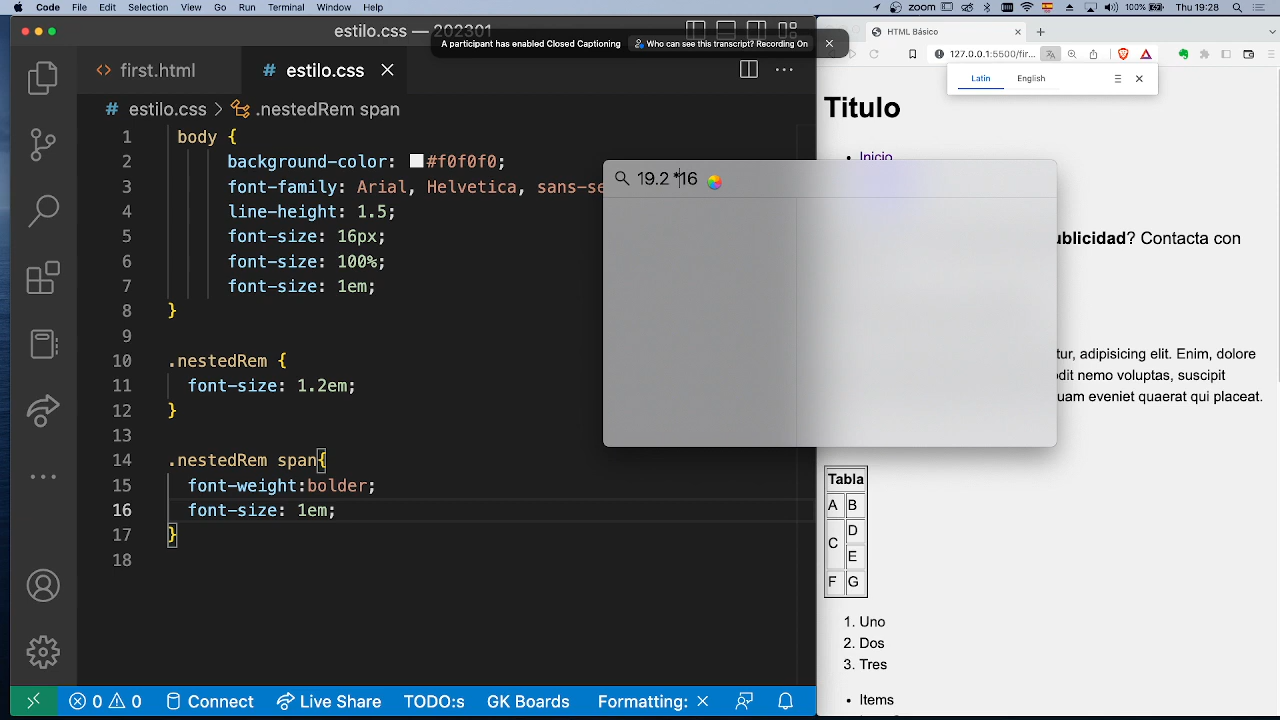 Code File Edit Selection View Go Run Terminal Window Help zoom 100% Thu 19:28
estilo.css — 202301
A participant has enabled Closed Captioning Who can see this transcript? Recording On
first.html
# estilo.css
# estilo.css > .nestedRem span
1 body {
2 background-color: #f0f0f0;
3 font-family: Arial, Helvetica, sans-se
4 line-height: 1.5;
5 font-size: 16px;
6 font-size: 100%;
7 font-size: 1em;
8 }
9
10 .nestedRem {
11 font-size: 1.2em;
12 }
13
14 .nestedRem span{
15 font-weight:bolder;
16 font-size: 1em;
17 }
18
0 0 Connect Live Share TODO:s GK Boards Formatting:
19.2 *16
HTML Básico
127.0.0.1:5500/fir...
Latin English
Titulo
Inicio
ublicidad? Contacta con
tur, adipisicing elit. Enim, dolore
odit nemo voluptas, suscipit
uam eveniet quaerat qui placeat.
Tabla
A B
C D
E
F G
1. Uno
2. Dos
3. Tres
• Items